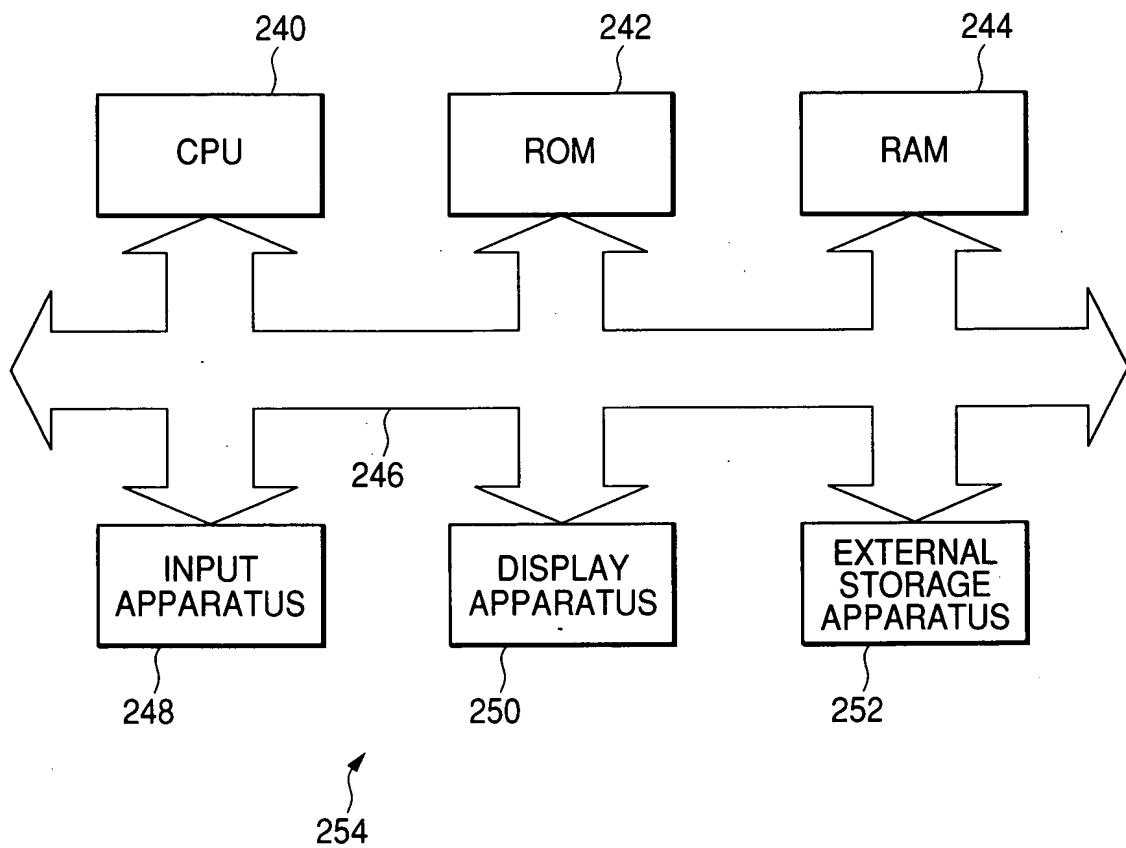 240
242
244
CPU
ROM
RAM
246
INPUT
APPARATUS
DISPLAY
APPARATUS
EXTERNAL
STORAGE
APPARATUS
248
250
252
254